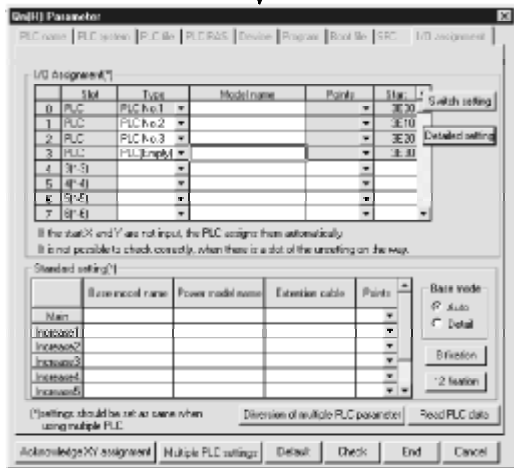 Qn(H) Parameter
PLC name PLC system PLC file PLC RAS Device Program Boot file SFC I/O assignment
I/O Assignment(*)
Slot Type Model name Points Start
0 PLC PLC No.1 3E00
1 PLC PLC No.2 3E10
2 PLC PLC No.3 3E20
3 PLC PLC(Empty) 3E30
4 3(*-3)
5 4(*-4)
6 5(*-5)
7 6(*-6)
Switch setting
Detailed setting
If the start X and Y are not input, the PLC assigns them automatically.
It is not possible to check correctly, when there is a slot of the unsetting on the way.
Standard setting(*)
Base model name Power model name Extention cable Points
Main
Increase1
Increase2
Increase3
Increase4
Increase5
Base mode
Auto
Detail
8 fixation
12 fixation
(*)settings should be set as same when
using multiple PLC.
Diversion of multiple PLC parameter Read PLC data
Acknowledge XY assignment Multiple PLC settings Default Check End Cancel